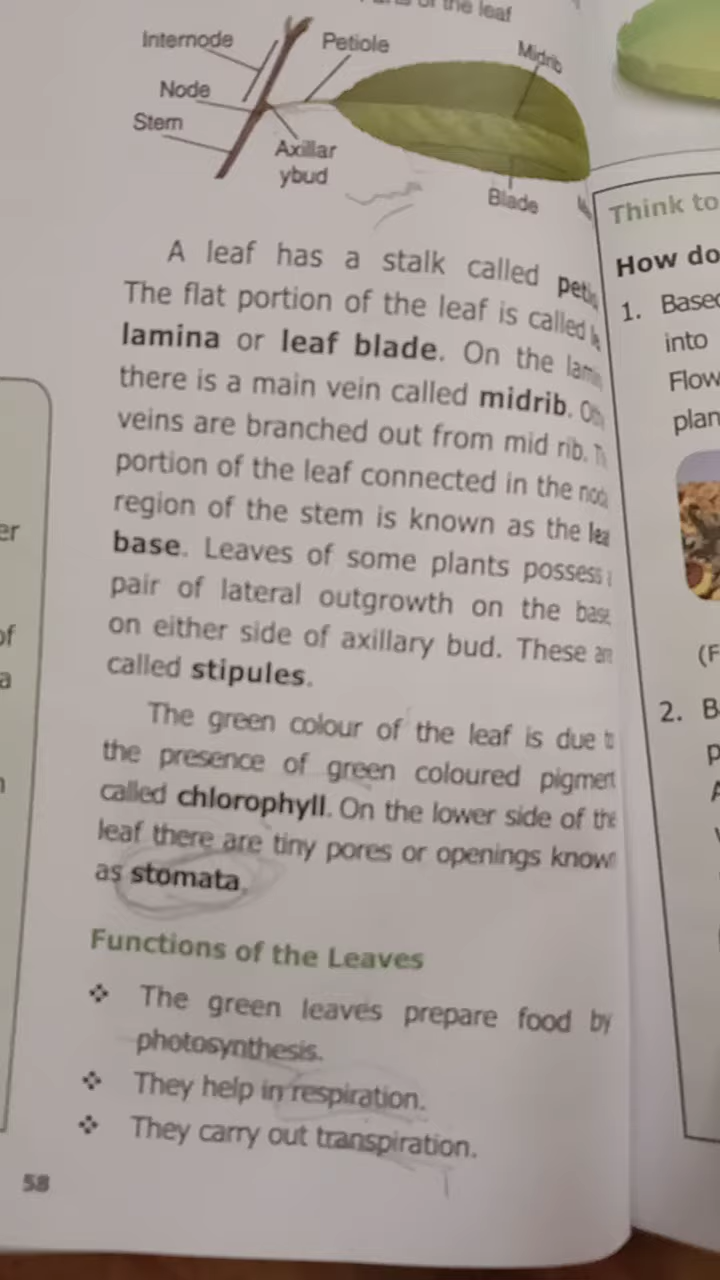 of the leaf
Internode
Petiole
Midrib
Node
Stem
Axillar
ybud
Blade
A leaf has a stalk called
The flat portion of the leaf is called
lamina or leaf blade. On the
there is a main vein called midrib.
veins are branched out from mid rib.
portion of the leaf connected in the
region of the stem is known as the
base. Leaves of some plants possess
pair of lateral outgrowth on the
on either side of axillary bud. These
called stipules.
The green colour of the leaf is due
the presence of green coloured
called chlorophyll. On the lower side of the
leaf there are tiny pores or openings
as stomata.
Functions of the Leaves
❖ The green leaves prepare food by
photosynthesis.
❖ They help in respiration.
❖ They carry out transpiration.
58
er
of
a
Think to
How do
1.
into
2.